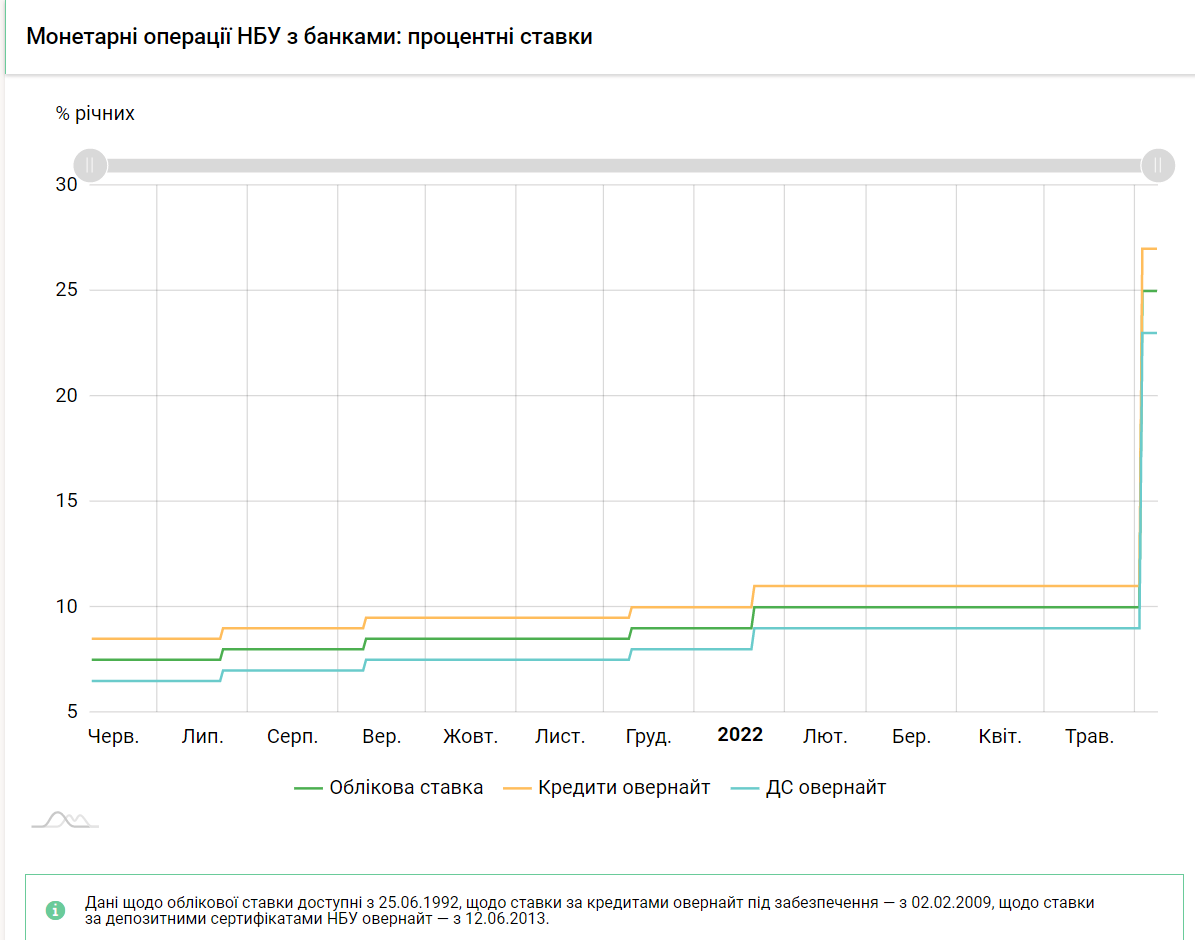 Монетарні операції НБУ з банками: процентні ставки
% річних
30
25
20
15
10
5
Черв. Лип. Серп. Вер. Жовт. Лист. Груд. 2022 Лют. Бер. Квіт. Трав.
Облікова ставка Кредити овернайт ДС овернайт
Дані щодо облікової ставки доступні з 25.06.1992, щодо ставки за кредитами овернайт під забезпечення — з 02.02.2009, щодо ставки
за депозитними сертифікатами НБУ овернайт — з 12.06.2013.